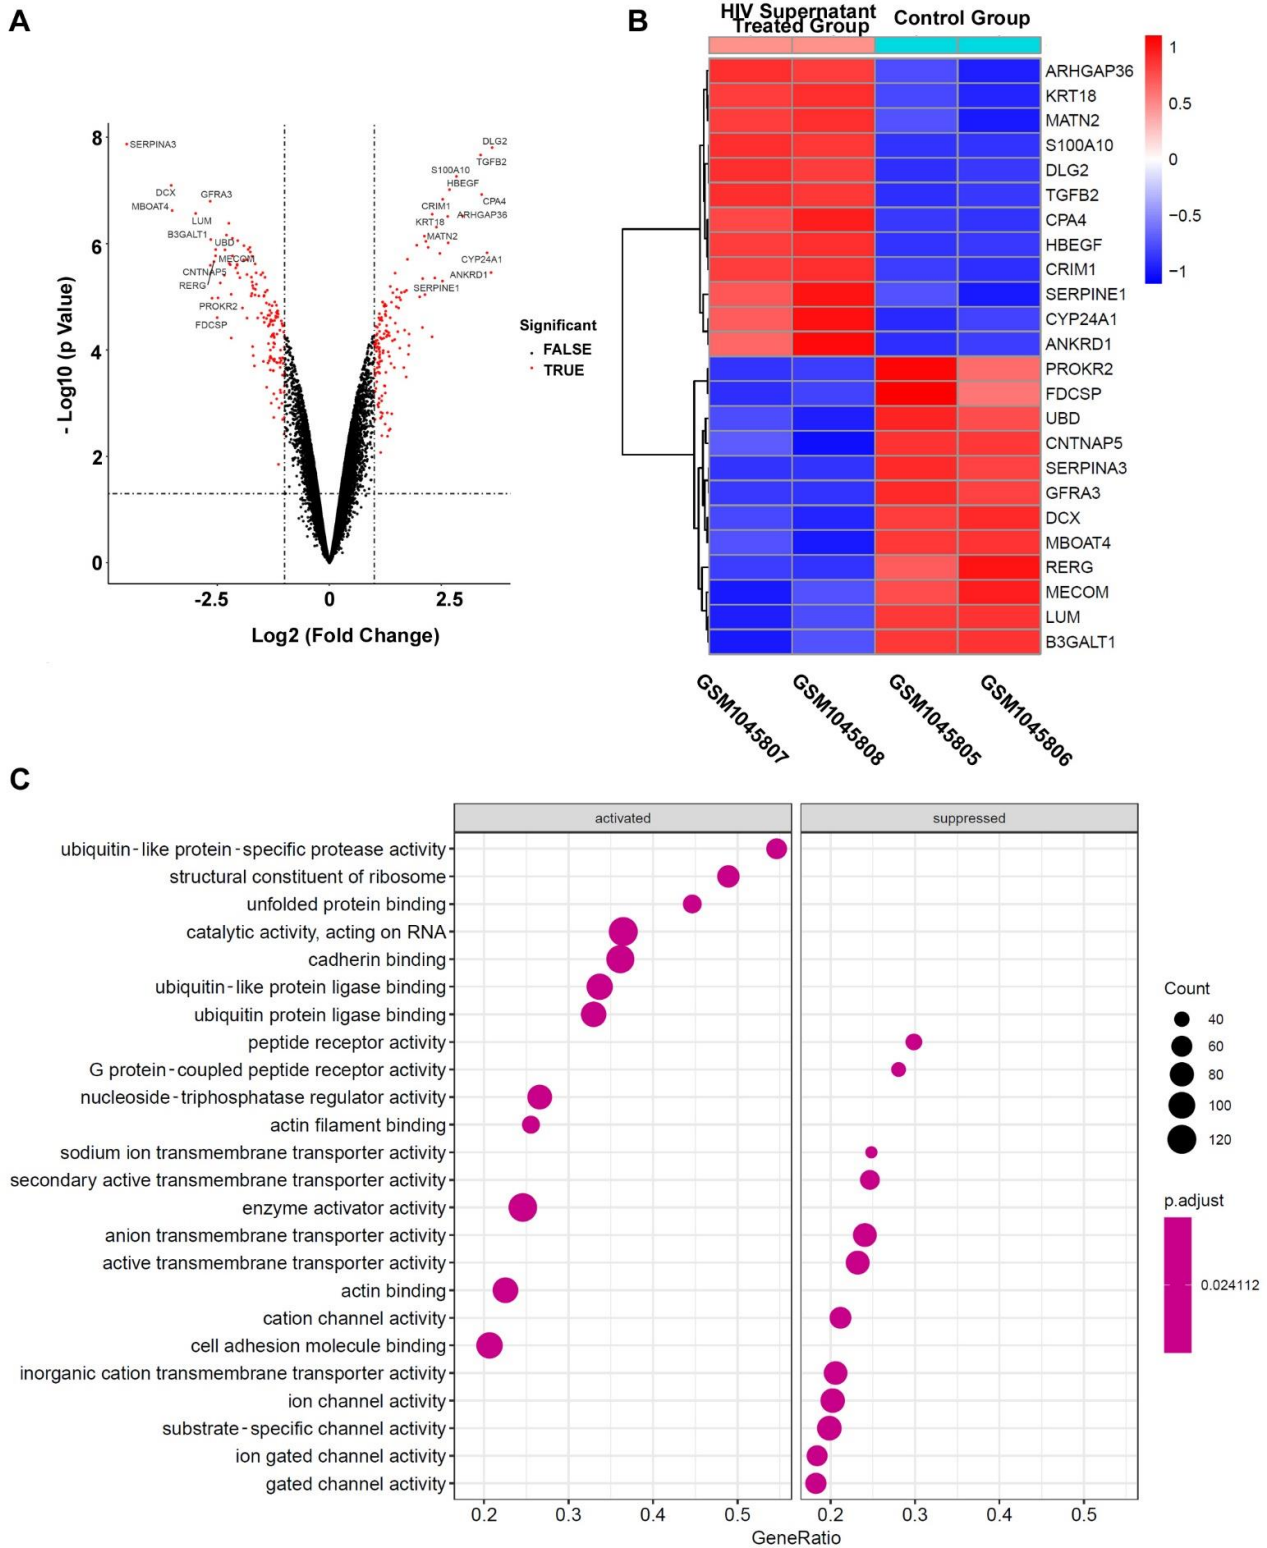 A
8
6
4
2
0
- Log10 (p Value)
-2.5
0
2.5
Log2 (Fold Change)
SERPINA3
DCX
GFRA3
MBOAT4
LUM
B3GALT1
UBD
MECOM
CNTNAP5
RERG
PROKR2
FDCSP
DLG2
TGFB2
S100A10
HBEGF
CPA4
CRIM1
ARHGAP36
KRT18
MATN2
CYP24A1
ANKRD1
SERPINE1
Significant
FALSE
TRUE
B
HIV Supernatant
Treated Group
Control Group
ARHGAP36
KRT18
MATN2
S100A10
DLG2
TGFB2
CPA4
HBEGF
CRIM1
SERPINE1
CYP24A1
ANKRD1
PROKR2
FDCSP
UBD
CNTNAP5
SERPINA3
GFRA3
DCX
MBOAT4
RERG
MECOM
LUM
B3GALT1
1
0.5
0
−0.5
−1
GSM1045807
GSM1045808
GSM1045805
GSM1045806
C
activated
suppressed
ubiquitin-like protein-specific protease activity
structural constituent of ribosome
unfolded protein binding
catalytic activity, acting on RNA
cadherin binding
ubiquitin-like protein ligase binding
ubiquitin protein ligase binding
peptide receptor activity
G protein-coupled peptide receptor activity
nucleoside-triphosphatase regulator activity
actin filament binding
sodium ion transmembrane transporter activity
secondary active transmembrane transporter activity
enzyme activator activity
anion transmembrane transporter activity
active transmembrane transporter activity
actin binding
cation channel activity
cell adhesion molecule binding
inorganic cation transmembrane transporter activity
ion channel activity
substrate-specific channel activity
ion gated channel activity
gated channel activity
0.2 0.3 0.4 0.5
0.2 0.3 0.4 0.5
GeneRatio
Count
40
60
80
100
120
p.adjust
0.024112